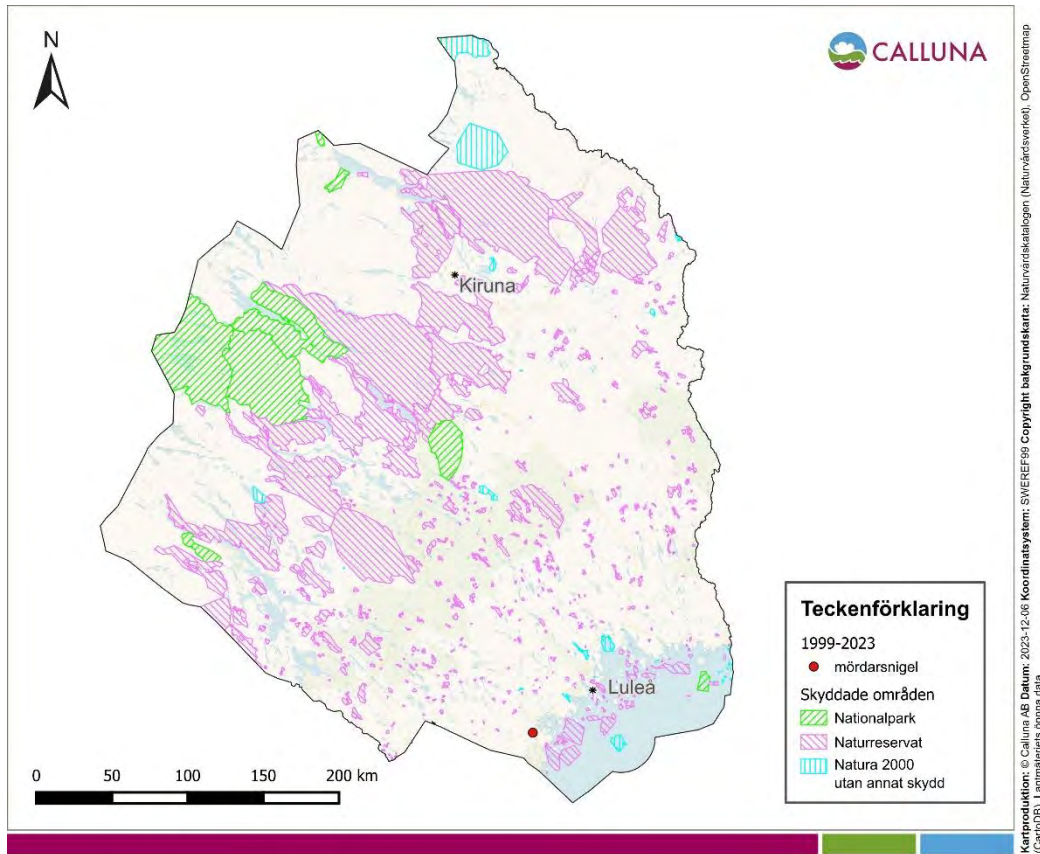 N
CALLUNA
Kiruna
Luleå
Teckenförklaring
1999-2023
mördarsnigel
Skyddade områden
Nationalpark
Naturreservat
Natura 2000
utan annat skydd
0 50 100 150 200 km
Kartproduktion: © Calluna AB Datum: 2023-12-06 Koordinatsystem: SWEREF99 Copyright bakgrundskarta: Naturvårdskatalogen (Naturvårdsverket), OpenStreetmap
(CartoDB), Lantmäteriets öppna data